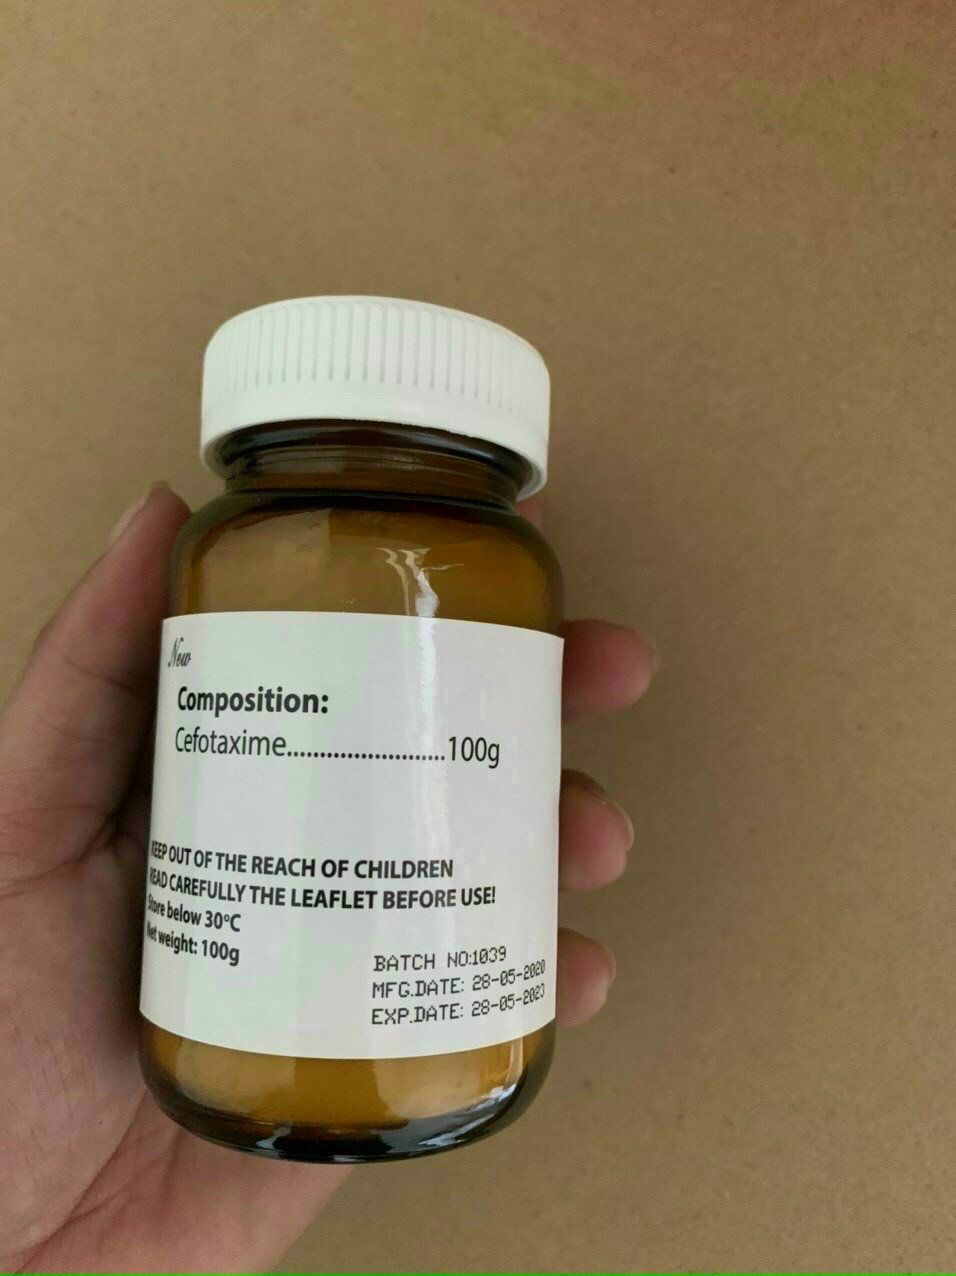 New
Composition:
Cefotaxime........................100g
KEEP OUT OF THE REACH OF CHILDREN
READ CAREFULLY THE LEAFLET BEFORE USE!
Store below 30°C
Net weight: 100g
BATCH NO:1039
MFG.DATE: 28-05-2020
EXP.DATE: 28-05-2023